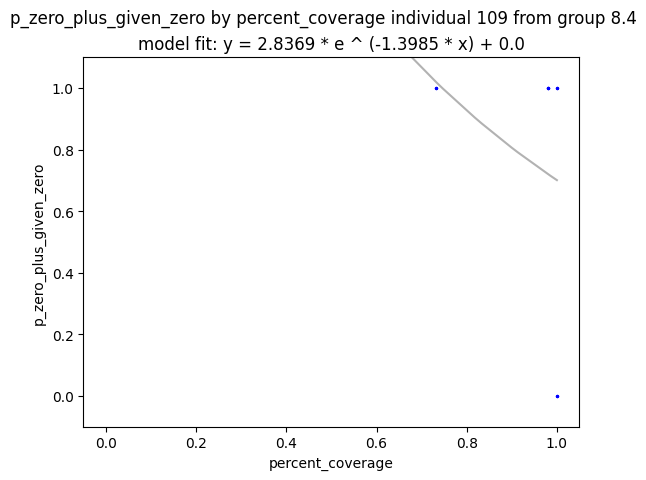 p_zero_plus_given_zero by percent_coverage individual 109 from group 8.4
model fit: y = 2.8369 * e ^ (-1.3985 * x) + 0.0
1.0
0.8
0.6
0.4
0.2
0.0
p_zero_plus_given_zero
0.0 0.2 0.4 0.6 0.8 1.0
percent_coverage